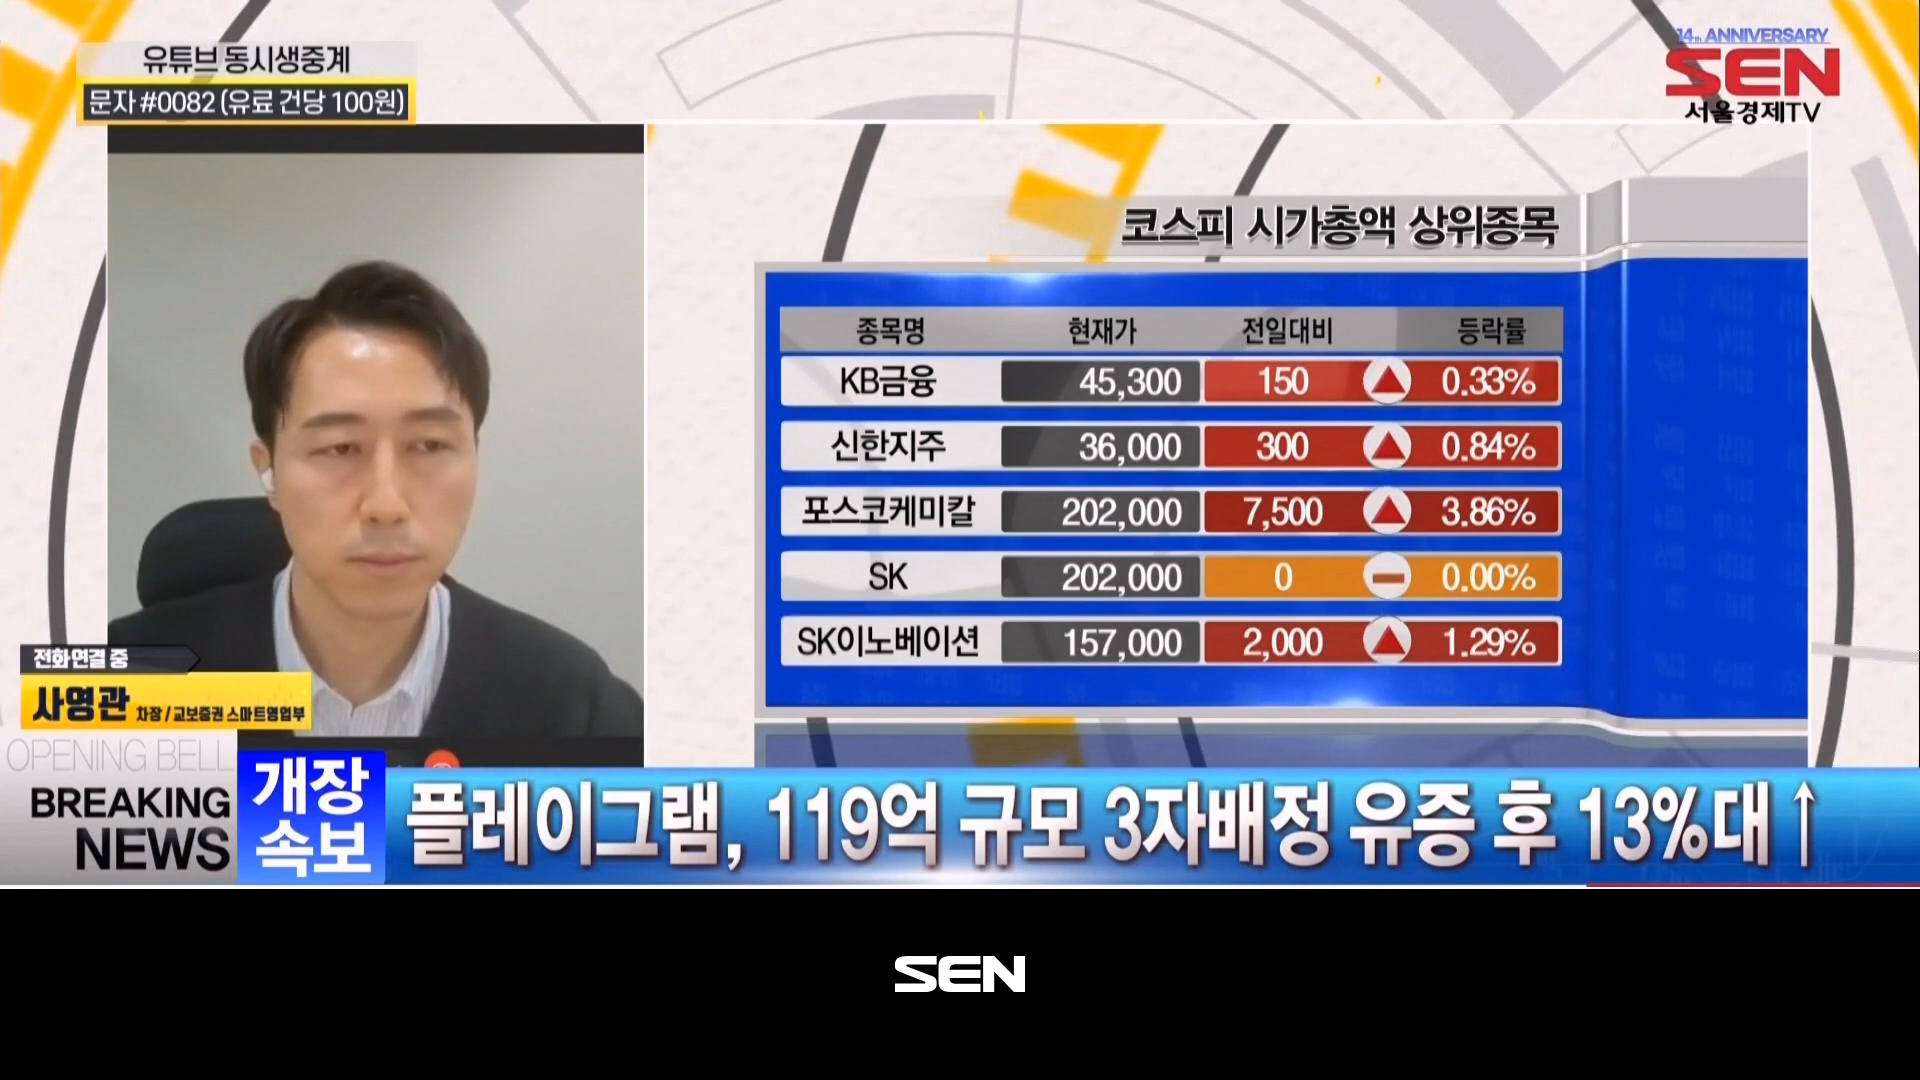 유튜브 동시생중계
문자 #0082 (유료 건당 100원)
14th ANNIVERSARY
SEN
서울경제TV
코스피 시가총액 상위종목
종목명 현재가 전일대비 등락률
KB금융 45,300 150 ▲ 0.33%
신한지주 36,000 300 ▲ 0.84%
포스코케미칼 202,000 7,500 ▲ 3.86%
SK 202,000 0 - 0.00%
SK이노베이션 157,000 2,000 ▲ 1.29%
전화연결 중
사영관 차장 / 교보증권 스마트영업부
OPENING BELL
BREAKING NEWS
개장 속보
플레이그램, 119억 규모 3자배정 유증 후 13%대↑
SEN